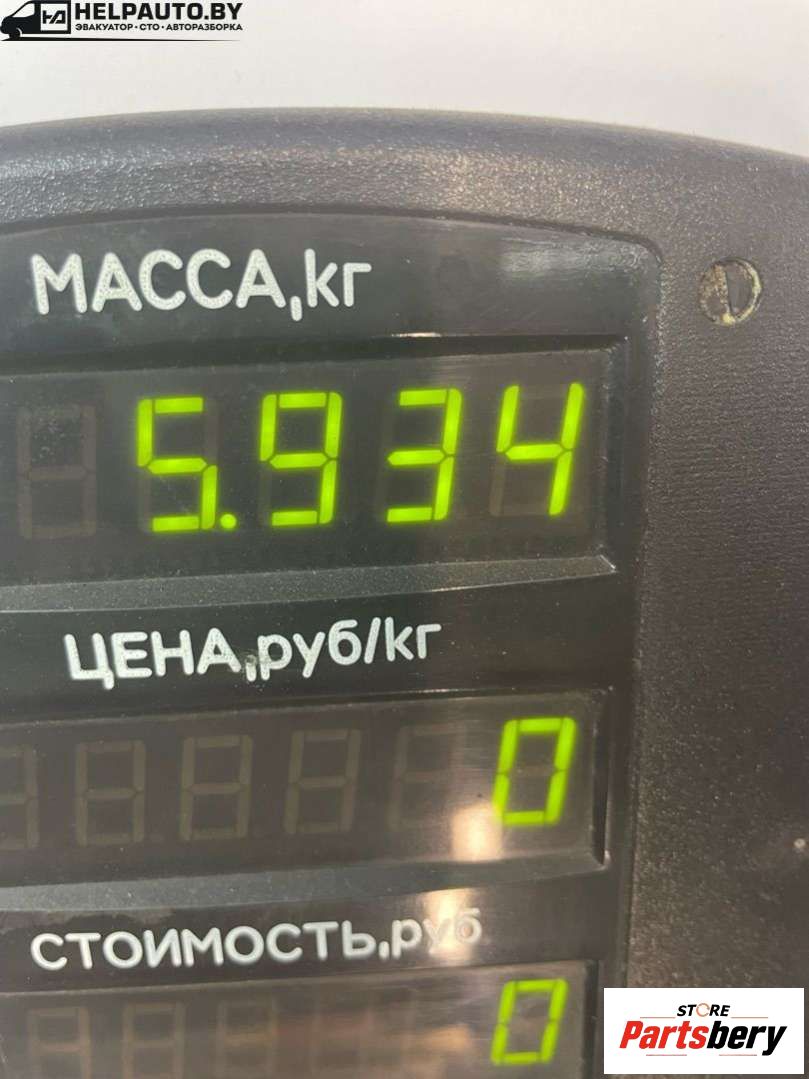 HELPAUTO.BY
ЭВАКУАТОР • СТО • АВТОРАЗБОРКА
МАССА,кг
5.934
ЦЕНА,руб/кг
0
СТОИМОСТЬ,руб
0
STORE
Partsbery